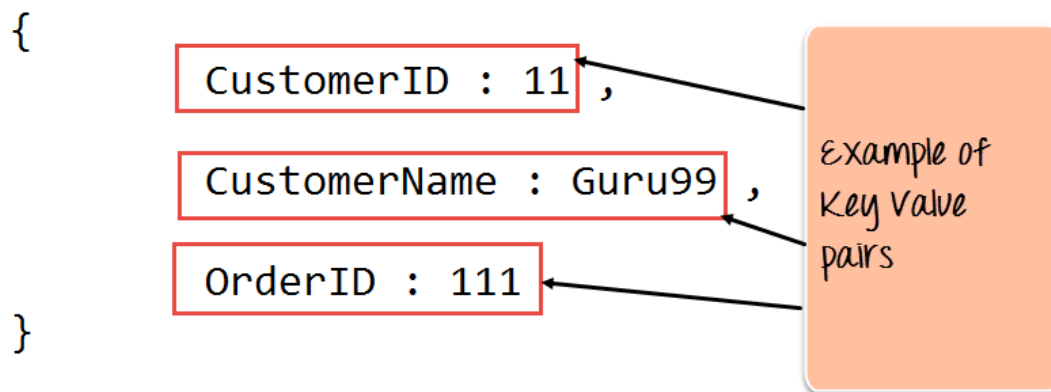 {
CustomerID : 11 ,
CustomerName : Guru99 ,
OrderID : 111
}
Example of
Key Value
pairs